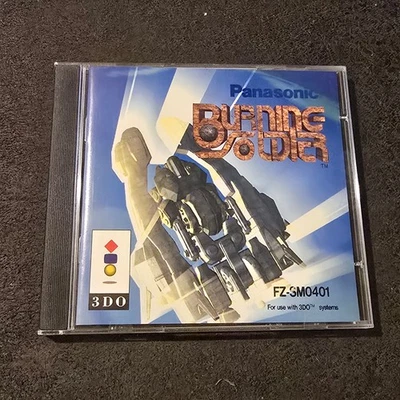 Panasonic
BURNING
SOLDIER
TM
3DO
FZ-SM0401
For use with 3DO™ systems